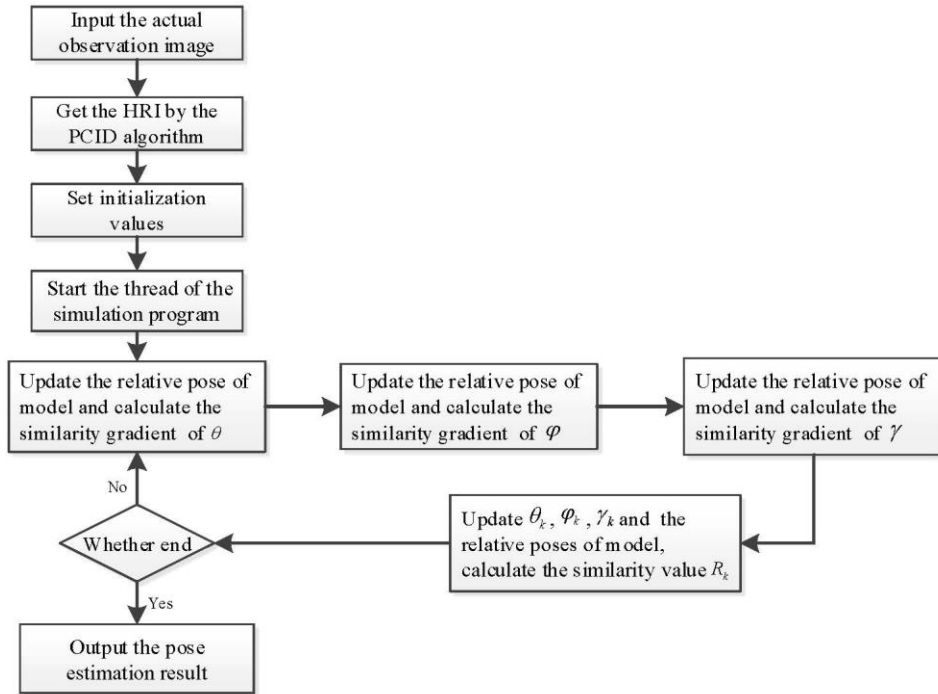 Input the actual
observation image
Get the HRI by the
PCID algorithm
Set initialization
values
Start the thread of the
simulation program
Update the relative pose of
model and calculate the
similarity gradient of θ
Update the relative pose of
model and calculate the
similarity gradient of φ
Update the relative pose of
model and calculate the
similarity gradient of γ
Update θk, φk, γk and the
relative poses of model,
calculate the similarity value Rk
No
Whether end
Yes
Output the pose
estimation result